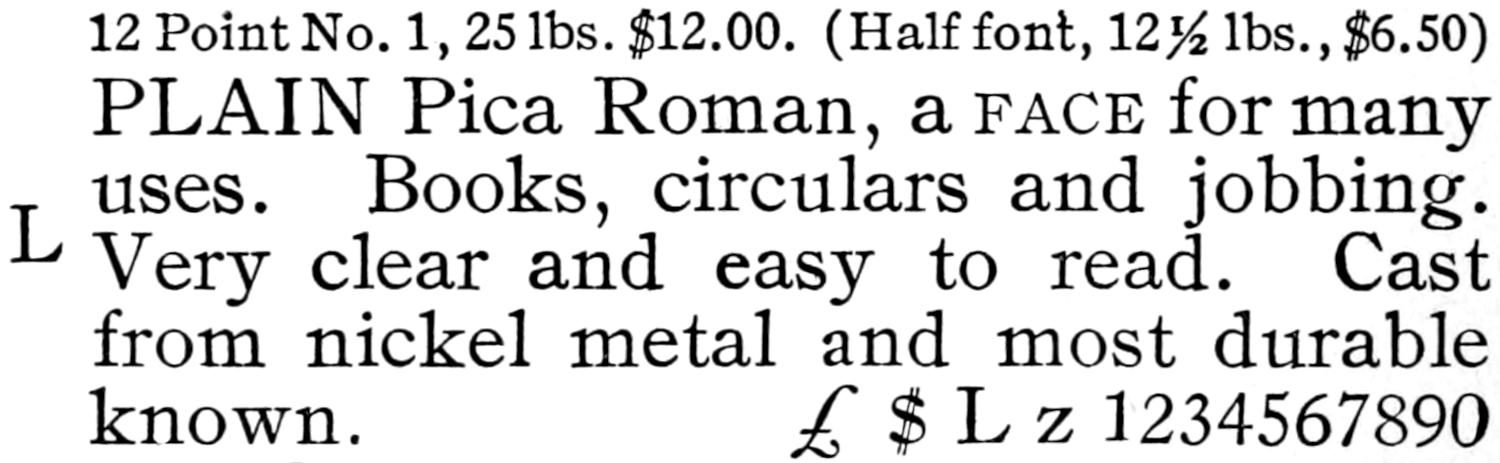 12 Point No. 1, 25 lbs. $12.00. (Half font, 12½ lbs., $6.50)
PLAIN Pica Roman, a FACE for many
uses. Books, circulars and jobbing.
L
Very clear and easy to read. Cast
from nickel metal and most durable
known. £ $ L z 1234567890